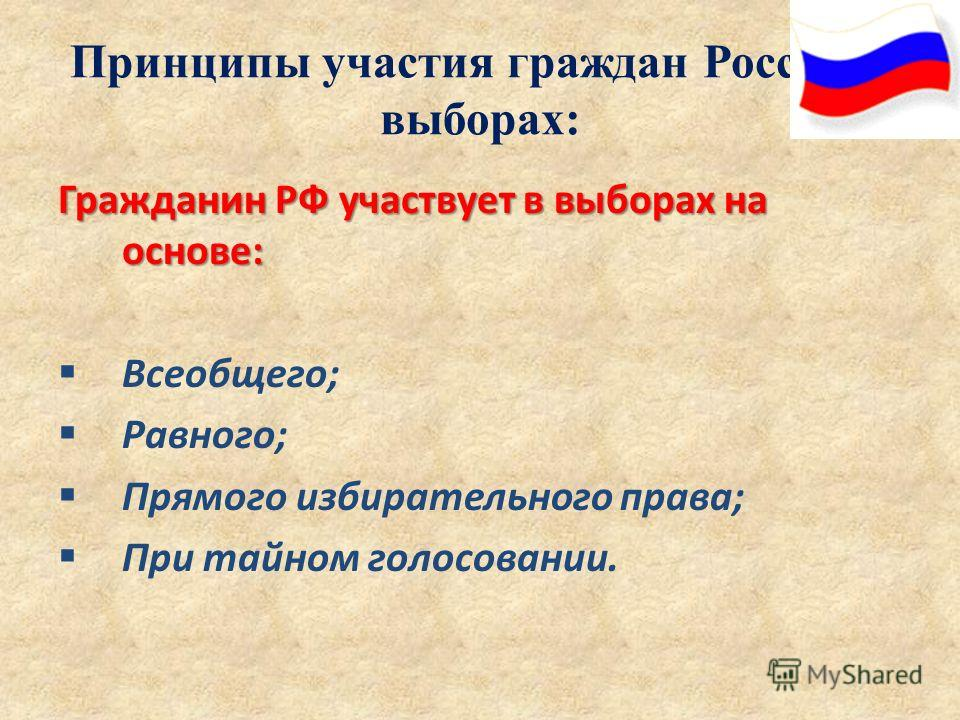 Принципы участия граждан Росс
выборах:
Гражданин РФ участвует в выборах на
основе:
Всеобщего;
Равного;
Прямого избирательного права;
При тайном голосовании.
MyShared